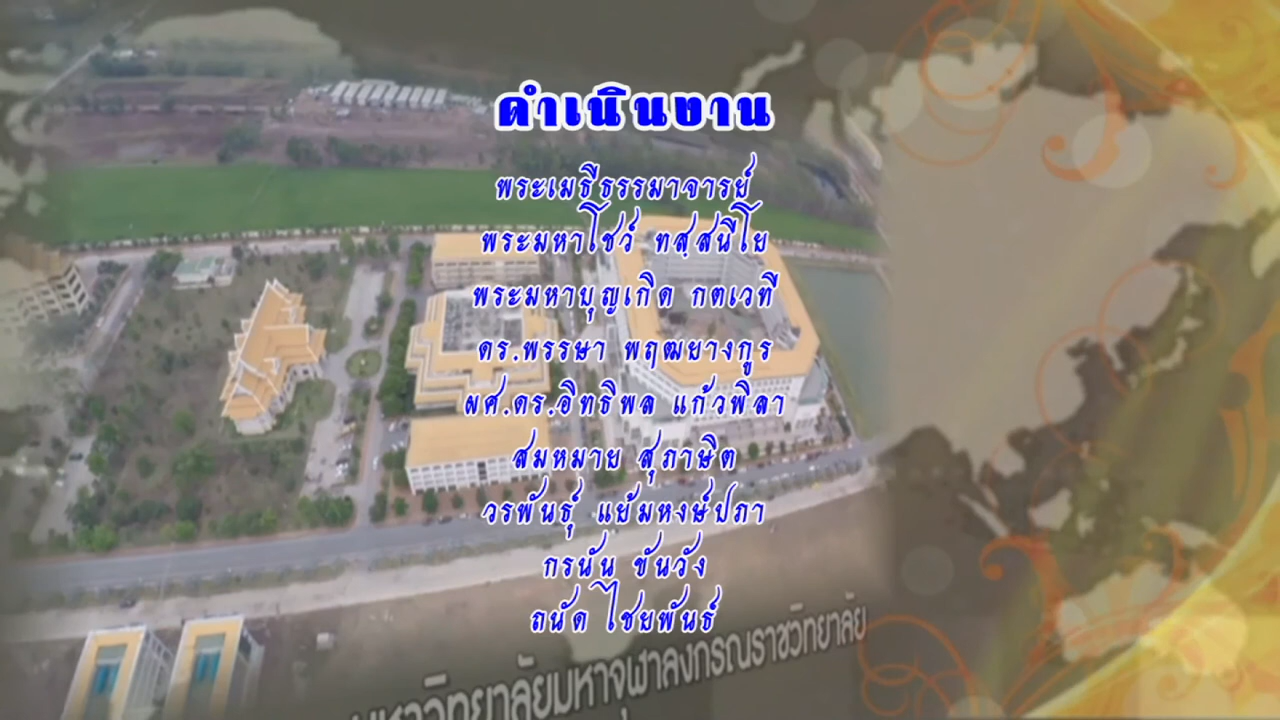 ดำเนินงาน
พระเมธีธรรมาจารย์
พระมหาโชว์ ทสฺสนีโย
พระมหาบุญเกิด กตเวที
ดร.พรรษา พฤฒยางกูร
ผศ.ดร.อิทธิพล แก้วพิลา
สมหมาย สุภาษิต
วรพันธุ์ แย้มหงษ์ปภา
กรนัน ขันวัง
ถนัด ไชยพันธ์
มหาวิทยาลัยมหาจุฬาลงกรณราชวิทยาลัย